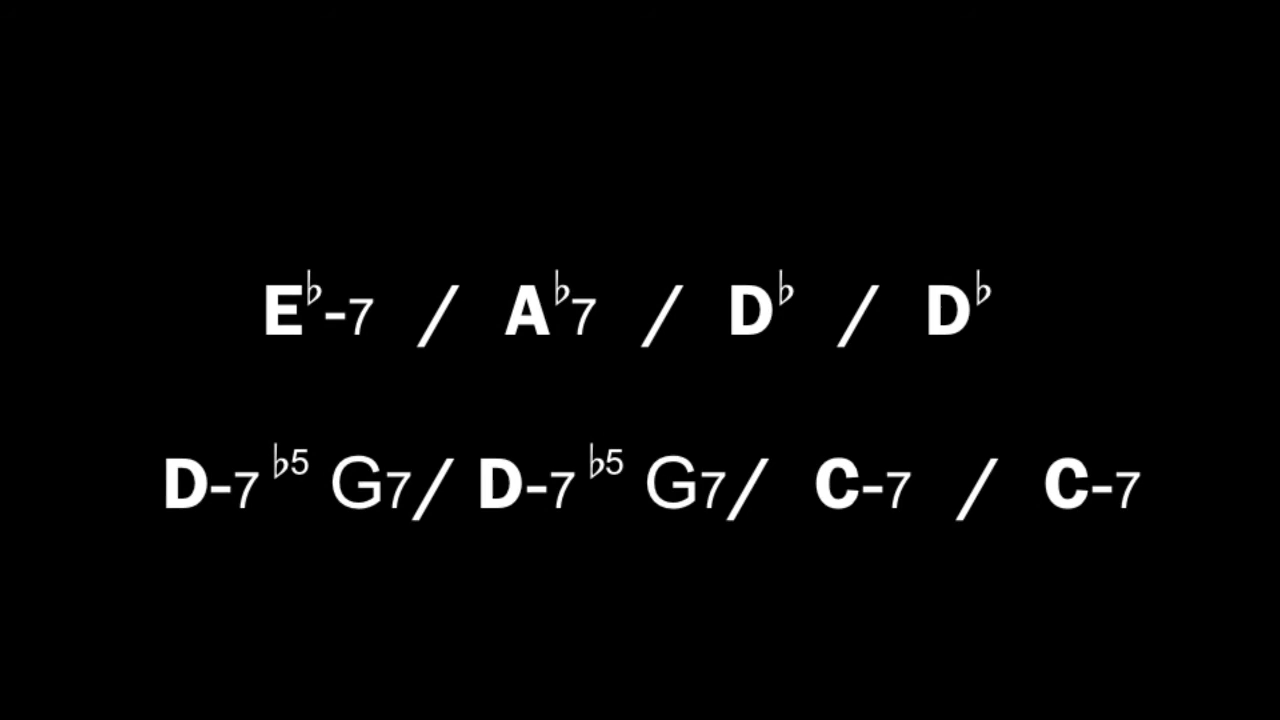 E♭-7 / A♭7 / D♭ / D♭
D-7♭5 G7/ D-7♭5 G7/ C-7 / C-7